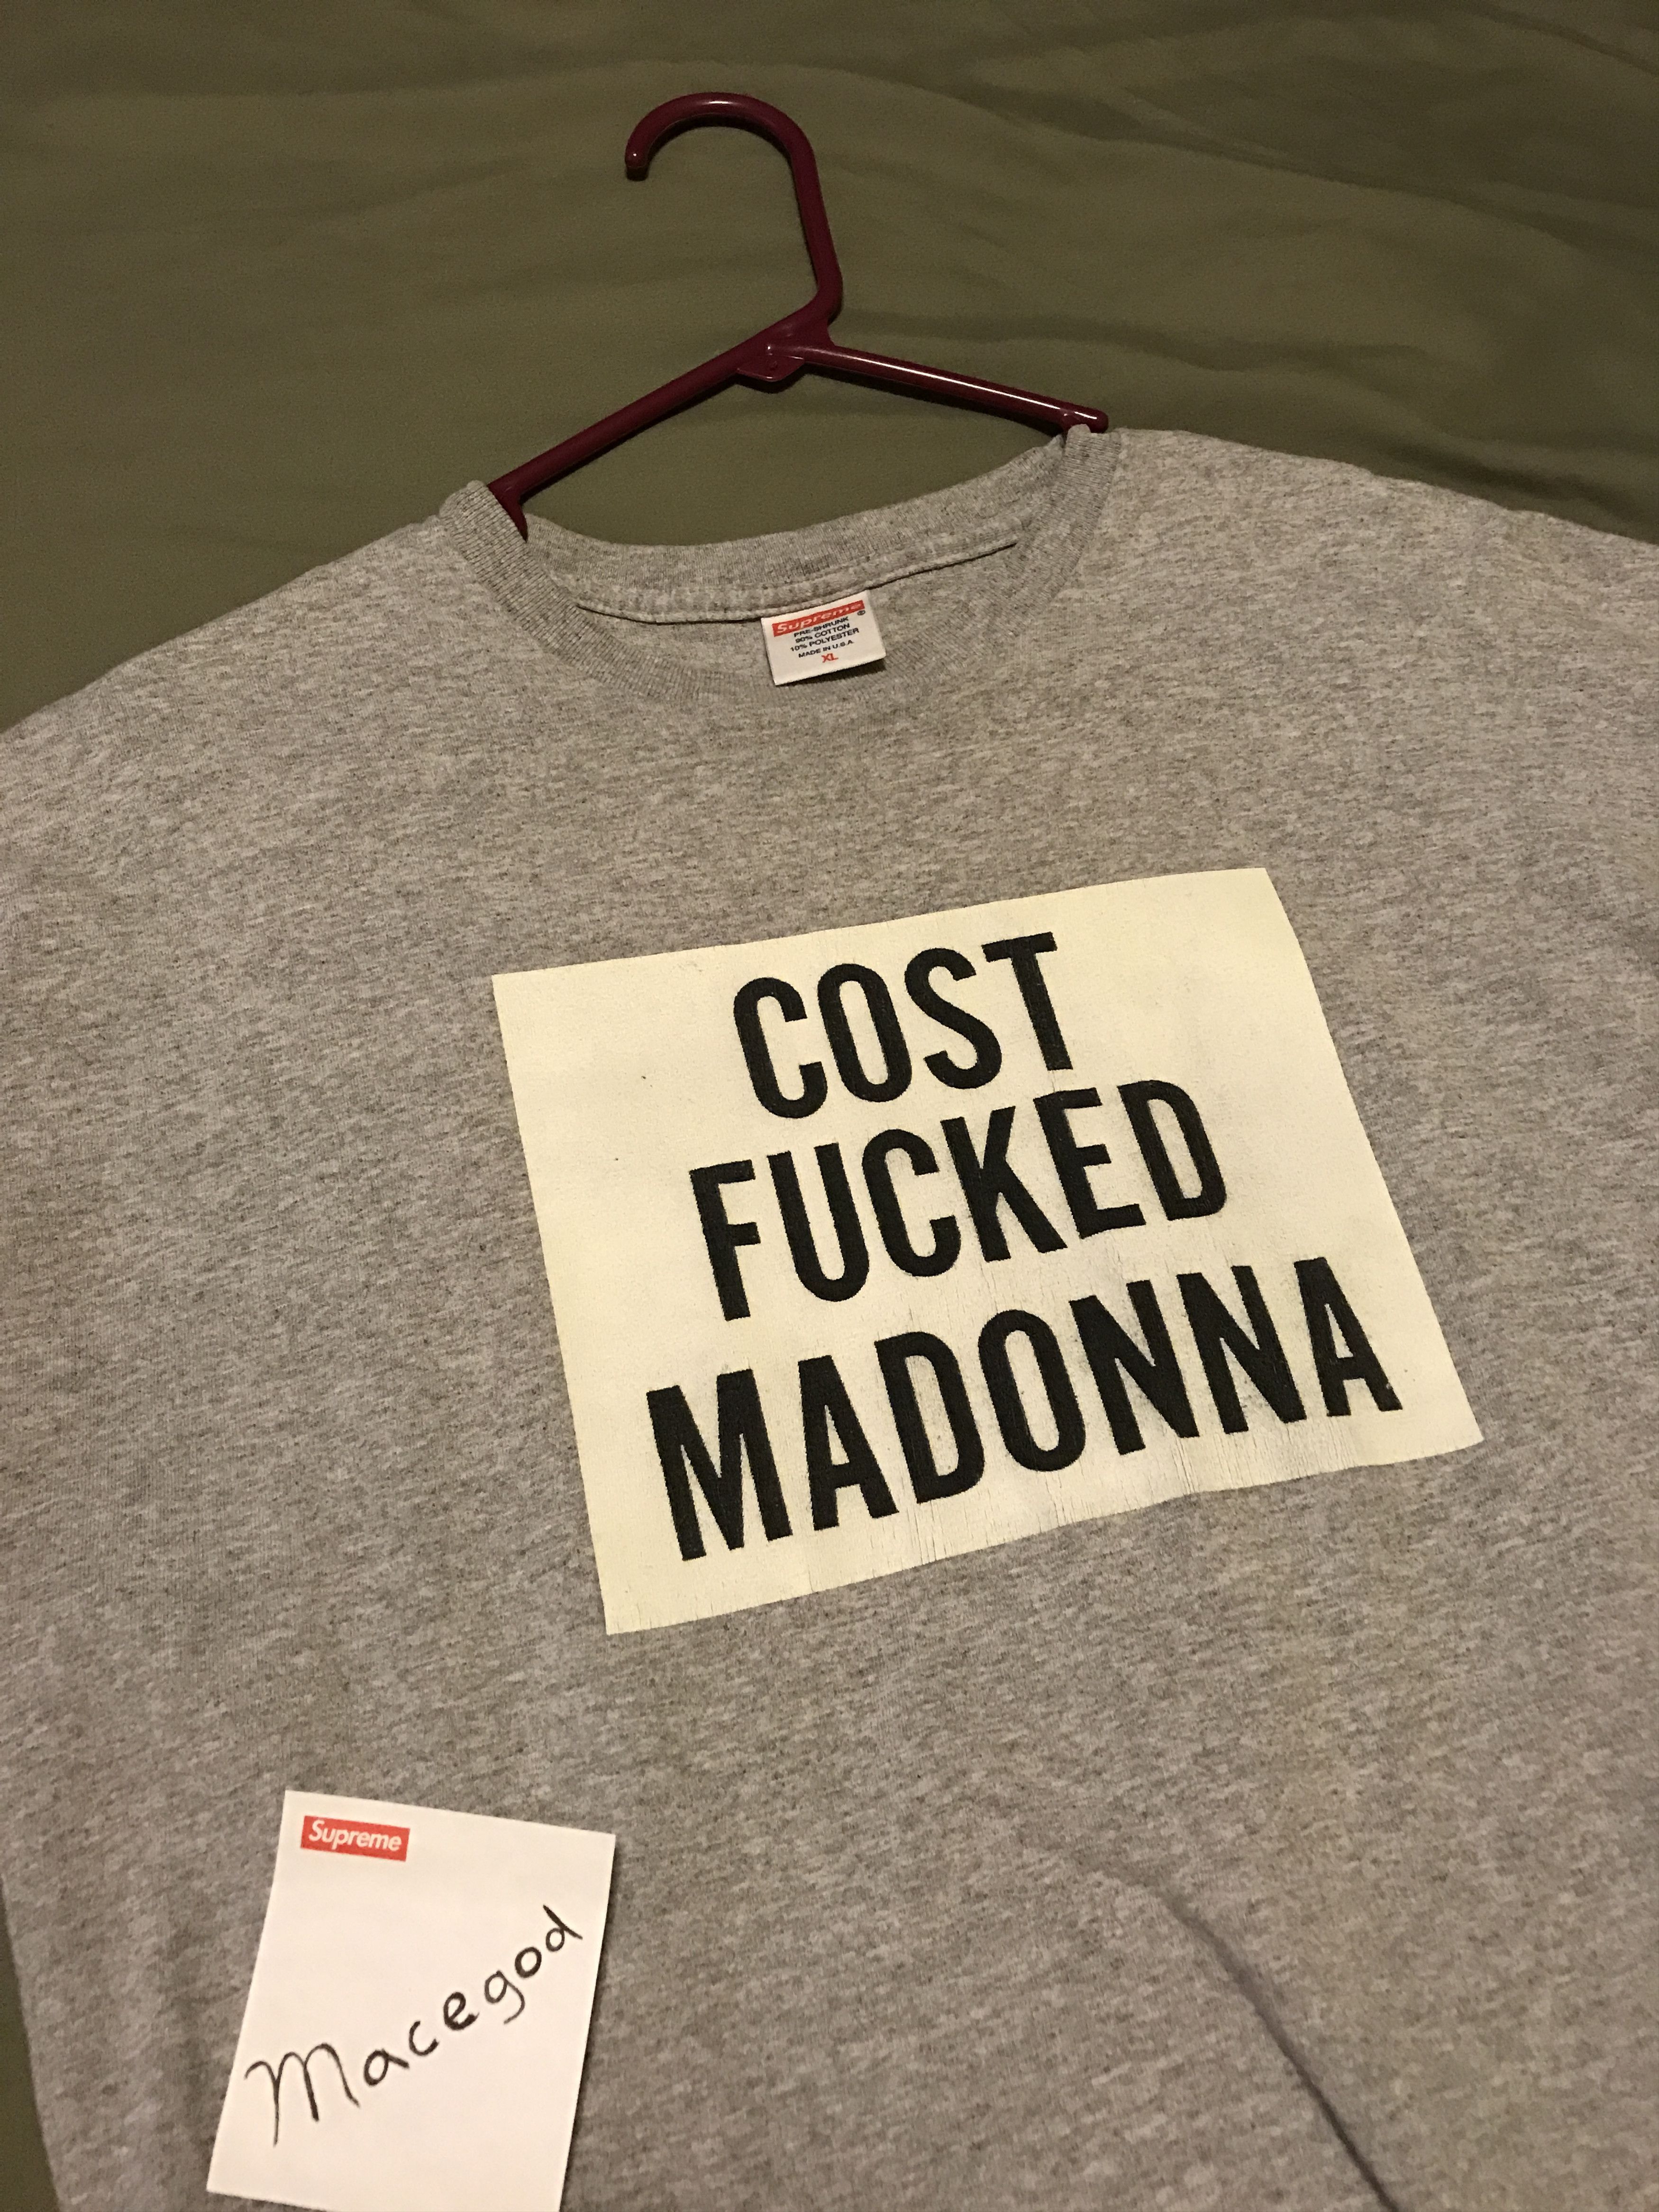 Supreme®
PRE-SHRUNK
90% COTTON
10% POLYESTER
MADE IN U.S.A
XL
COST
FUCKED
MADONNA
Supreme
Macegod